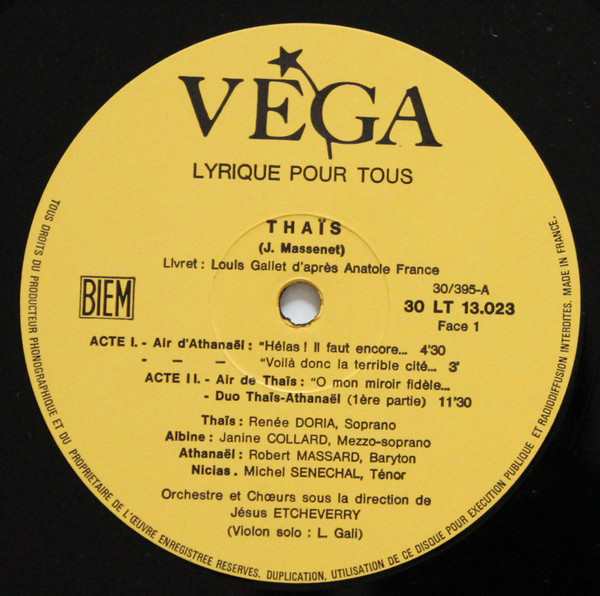 VEGA
LYRIQUE POUR TOUS
THAÏS
(J. Massenet)
Livret : Louis Gallet d'après Anatole France
BIEM
30/395-A
30 LT 13.023
Face 1
ACTE I. - Air d'Athanaël : "Hélas ! Il faut encore... 4'30
- — - "Voilà donc la terrible cité... 3'
ACTE II. - Air de Thaïs : "O mon miroir fidèle...
- Duo Thaïs-Athanaël (1ère partie) 11'30
Thaïs : Renée DORIA, Soprano
Albine : Janine COLLARD, Mezzo-soprano
Athanaël : Robert MASSARD, Baryton
Nicias. Michel SENECHAL, Ténor
Orchestre et Chœurs sous la direction de
Jésus ETCHEVERRY
(Violon solo : L. Gali)
TOUS DROITS DU PRODUCTEUR PHONOGRAPHIQUE ET DU PROPRIETAIRE DE L'ŒUVRE ENREGISTREE RESERVES. DUPLICATION, UTILISATION DE CE DISQUE POUR EXECUTION PUBLIQUE ET RADIODIFFUSION INTERDITES. MADE IN FRANCE.